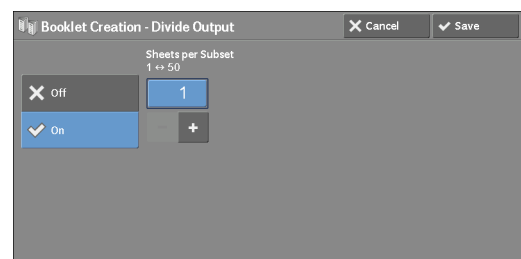 Booklet Creation - Divide Output
Cancel
Save
Sheets per Subset
1 ↔ 50
Off
1
On
- +